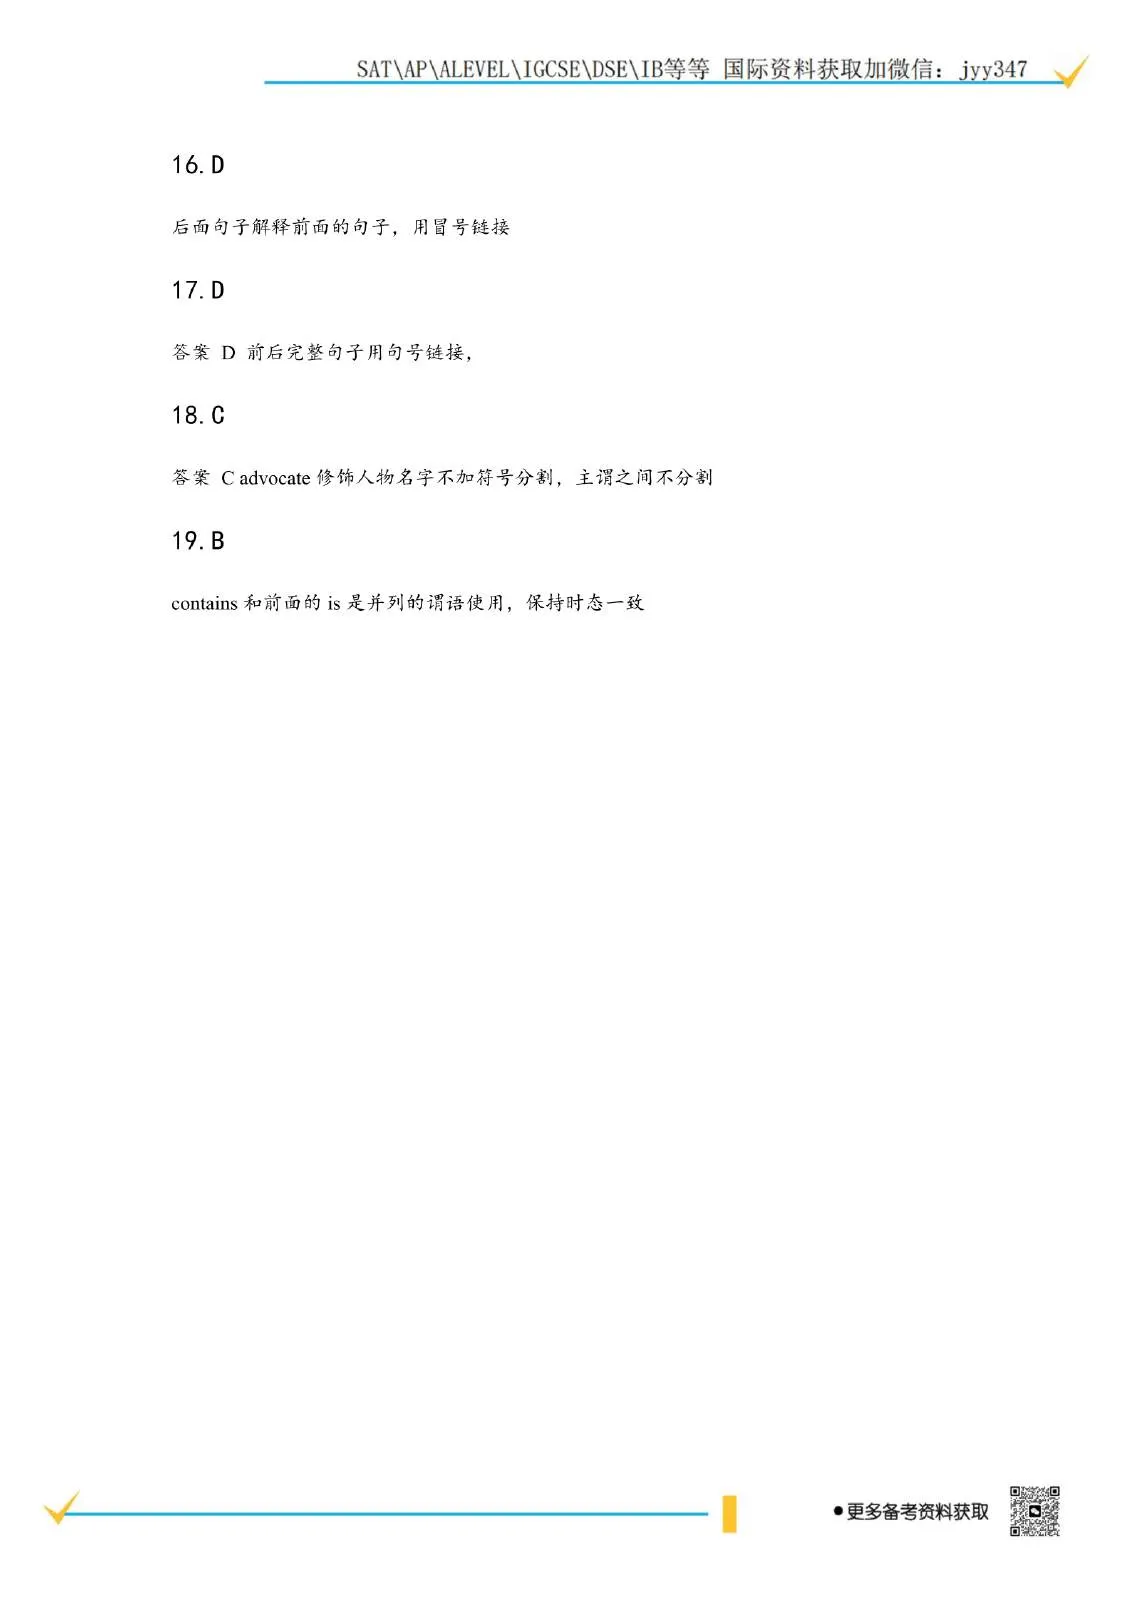 SAT\AP\ALEVEL\IGCSE\DSE\IB等等 国际资料获取加微信：jyy347
16.D
后面句子解释前面的句子，用冒号链接
17.D
答案 D 前后完整句子用句号链接，
18.C
答案 C advocate 修饰人物名字不加符号分割，主谓之间不分割
19.B
contains 和前面的 is 是并列的谓语使用，保持时态一致
●更多备考资料获取